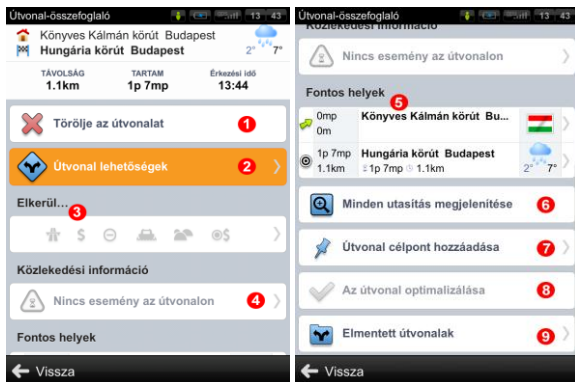 Útvonal-összefoglaló 13 43
Könyves Kálmán körút Budapest
Hungária körút Budapest 2° 7°
TÁVOLSÁG TARTAM Érkezési idő
1.1km 1p 7mp 13:44
Törölje az útvonalat 1
Útvonal lehetőségek 2
Elkerül...
3
$ $
Közlekedési információ
Nincs esemény az útvonalon 4
Fontos helyek
Vissza
Útvonal-összefoglaló 13 43
Közlekedési információ
Nincs esemény az útvonalon
Fontos helyek
5
0mp Könyves Kálmán körút Bu...
0m
1p 7mp Hungária körút Budapest
1.1km 1p 7mp 1.1km 2° 7°
Minden utasítás megjelenítése 6
Útvonal célpont hozzáadása 7
Az útvonal optimalizálása 8
Elmentett útvonalak 9
Vissza